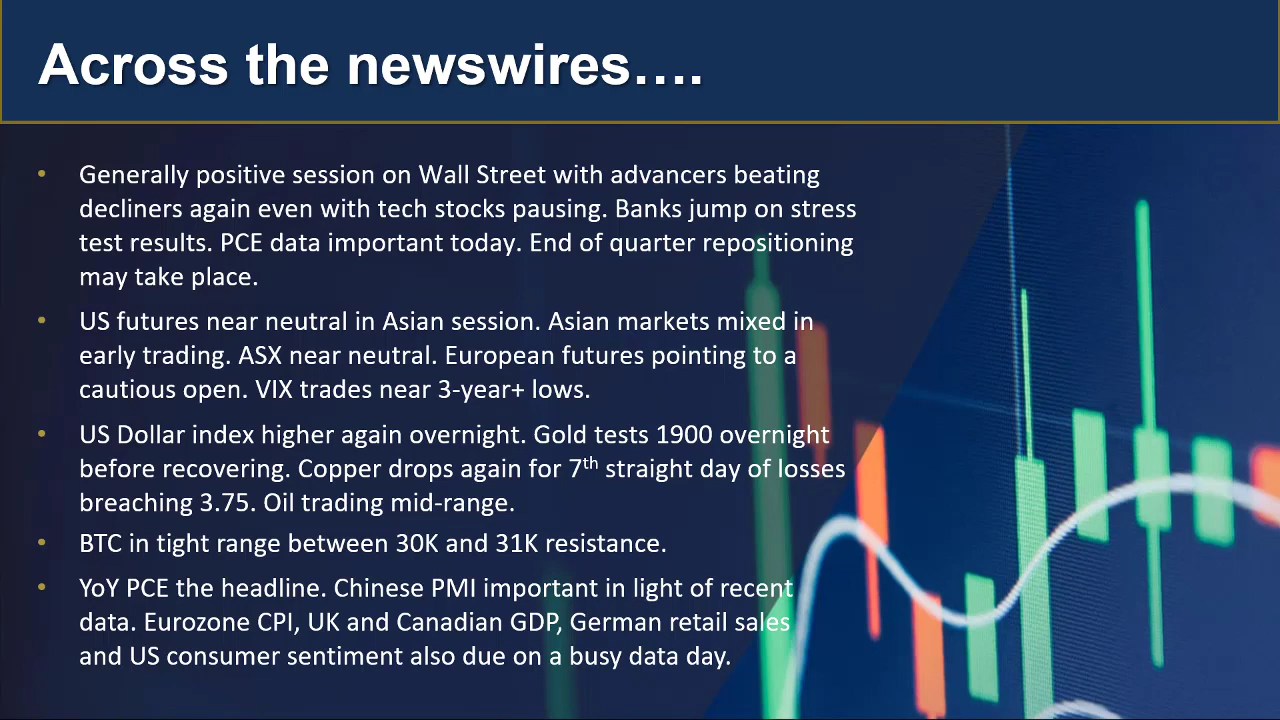 Across the newswires….
• Generally positive session on Wall Street with advancers beating
decliners again even with tech stocks pausing. Banks jump on stress
test results. PCE data important today. End of quarter repositioning
may take place.
• US futures near neutral in Asian session. Asian markets mixed in
early trading. ASX near neutral. European futures pointing to a
cautious open. VIX trades near 3-year+ lows.
• US Dollar index higher again overnight. Gold tests 1900 overnight
before recovering. Copper drops again for 7th straight day of losses
breaching 3.75. Oil trading mid-range.
• BTC in tight range between 30K and 31K resistance.
• YoY PCE the headline. Chinese PMI important in light of recent
data. Eurozone CPI, UK and Canadian GDP, German retail sales
and US consumer sentiment also due on a busy data day.